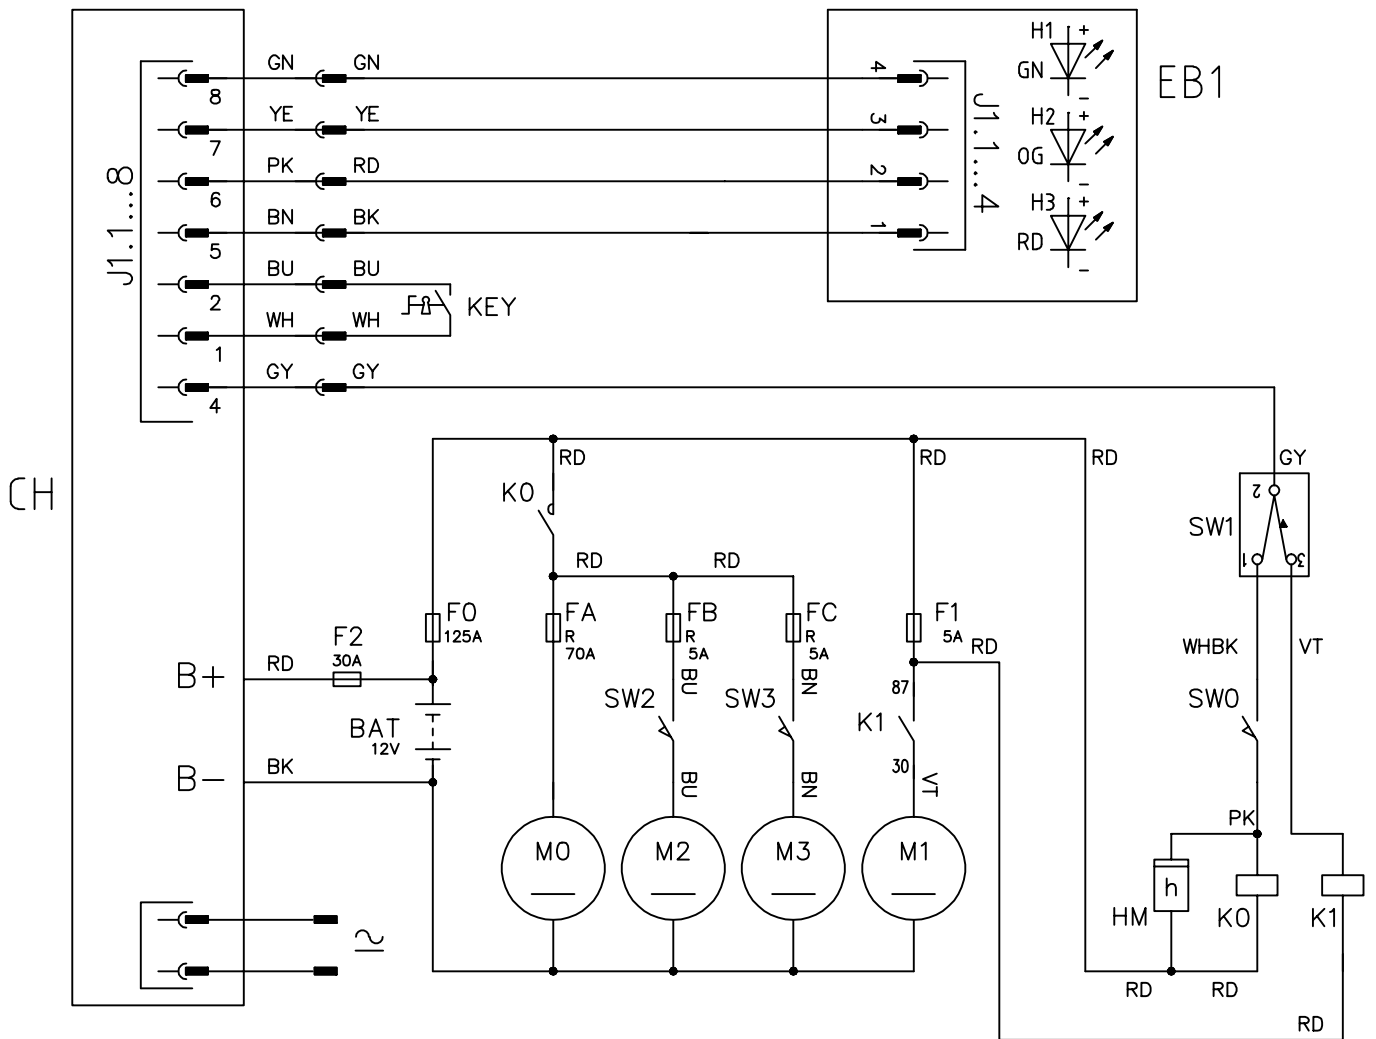 H1
+
GN
–
H2
+
OG
–
H3
+
RD
–
EB1
J1.1...4
4
3
2
1
J1.1...8
GN GN
8
YE YE
7
PK RD
6
BN BK
5
BU BU
2
KEY
WH WH
1
GY GY
4
CH
RD RD RD
GY
K0
2
SW1
1 3
RD RD
F0
125A
FA
R
70A
FB
R
5A
FC
R
5A
F1
5A
RD
F2
30A
B+ RD
WHBK VT
BU BN 87
SW2 SW3 K1 SW0
BAT
12V
B– BK
BU BN 30 VT
PK
M0 M2 M3 M1
h
HM K0 K1
RD RD
RD